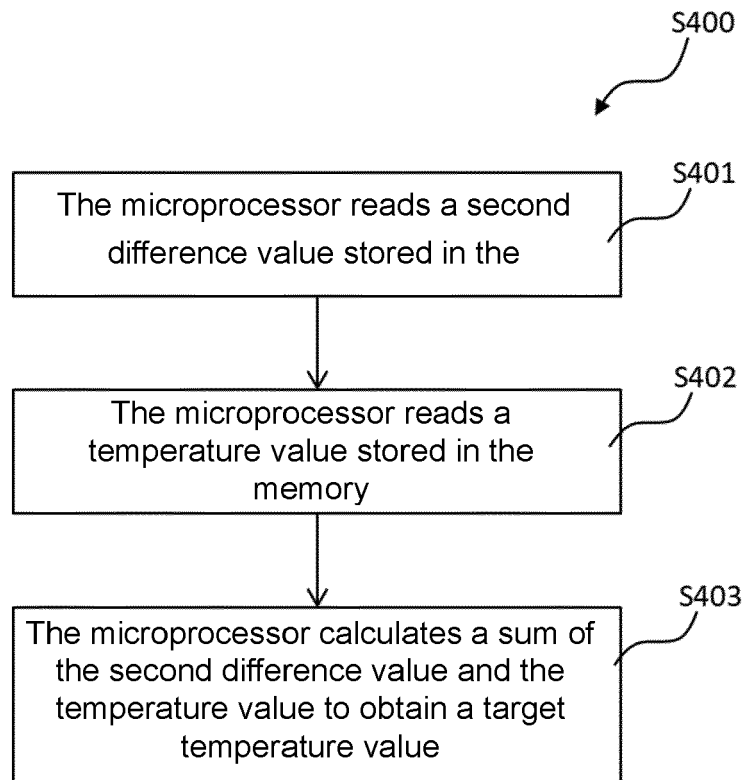 S400
S401
The microprocessor reads a second
difference value stored in the
S402
The microprocessor reads a
temperature value stored in the
memory
S403
The microprocessor calculates a sum of
the second difference value and the
temperature value to obtain a target
temperature value